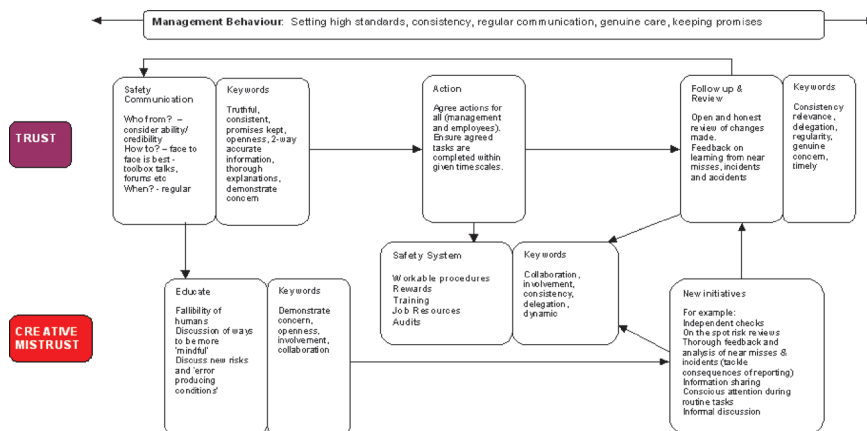 Management Behaviour: Setting high standards, consistency, regular communication, genuine care, keeping promises
TRUST
Safety
Communication
Who from? –
consider ability/
credibility
How to? – face to
face is best -
toolbox talks,
forums etc
When? - regular
Keywords
Truthful,
consistent,
promises kept,
openness, 2-way
accurate
information,
thorough
explanations,
demonstrate
concern
Action
Agree actions for
all (management
and employees).
Ensure agreed
tasks are
completed within
given timescales.
Follow up &
Review
Open and honest
review of changes
made.
Feedback on
learning from near
misses, incidents
and accidents
Keywords
Consistency
relevance,
delegation,
regularity,
genuine
concern,
timely
CREATIVE
MISTRUST
Educate
Fallibility of
humans
Discussion of ways
to be more
'mindful'
Discuss new risks
and 'error
producing
conditions'
Keywords
Demonstrate
concern,
openness,
involvement,
collaboration
Safety System
Workable procedures
Rewards
Training
Job Resources
Audits
Keywords
Collaboration,
involvement,
consistency,
delegation,
dynamic
New initiatives
For example:
Independent checks
On the spot risk reviews
Thorough feedback and
analysis of near misses &
incidents (tackle
consequences of reporting)
Information sharing
Conscious attention during
routine tasks
Informal discussion